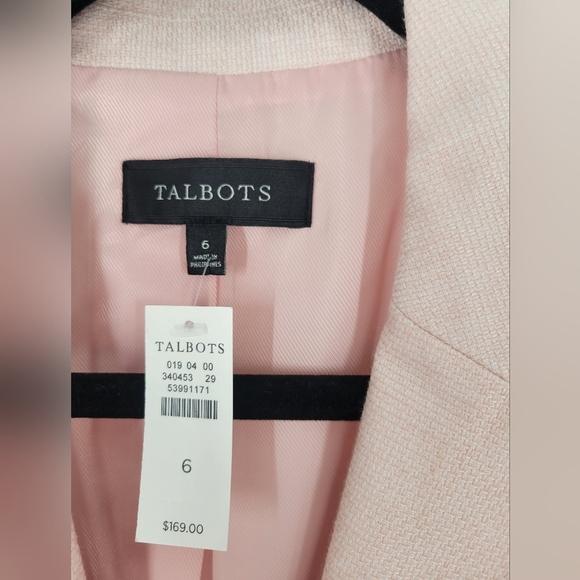 TALBOTS
6
MADE IN
PHILIPPINES
TALBOTS
019 04 00
340453 29
53991171
6
$169.00